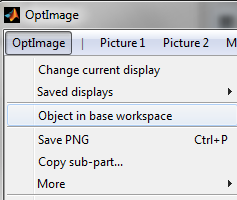 OptImage
OptImage | Picture 1 Picture 2 M
Change current display
Saved displays
Object in base workspace
Save PNG Ctrl+P
Copy sub-part...
More